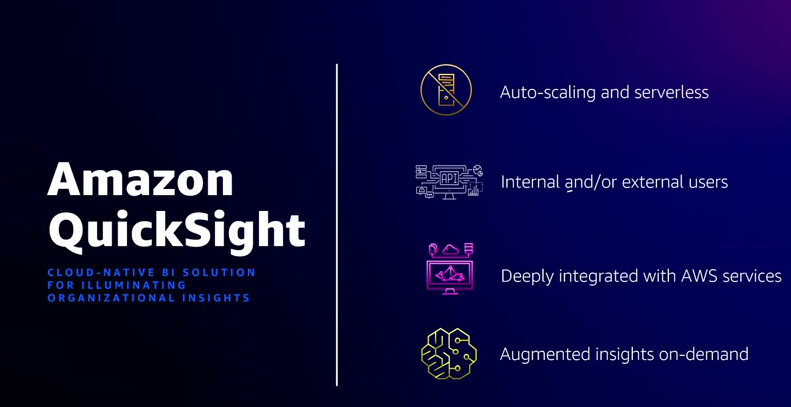 Amazon
QuickSight
CLOUD-NATIVE BI SOLUTION
FOR ILLUMINATING
ORGANIZATIONAL INSIGHTS
Auto-scaling and serverless
API
Internal and/or external users
Deeply integrated with AWS services
Augmented insights on-demand